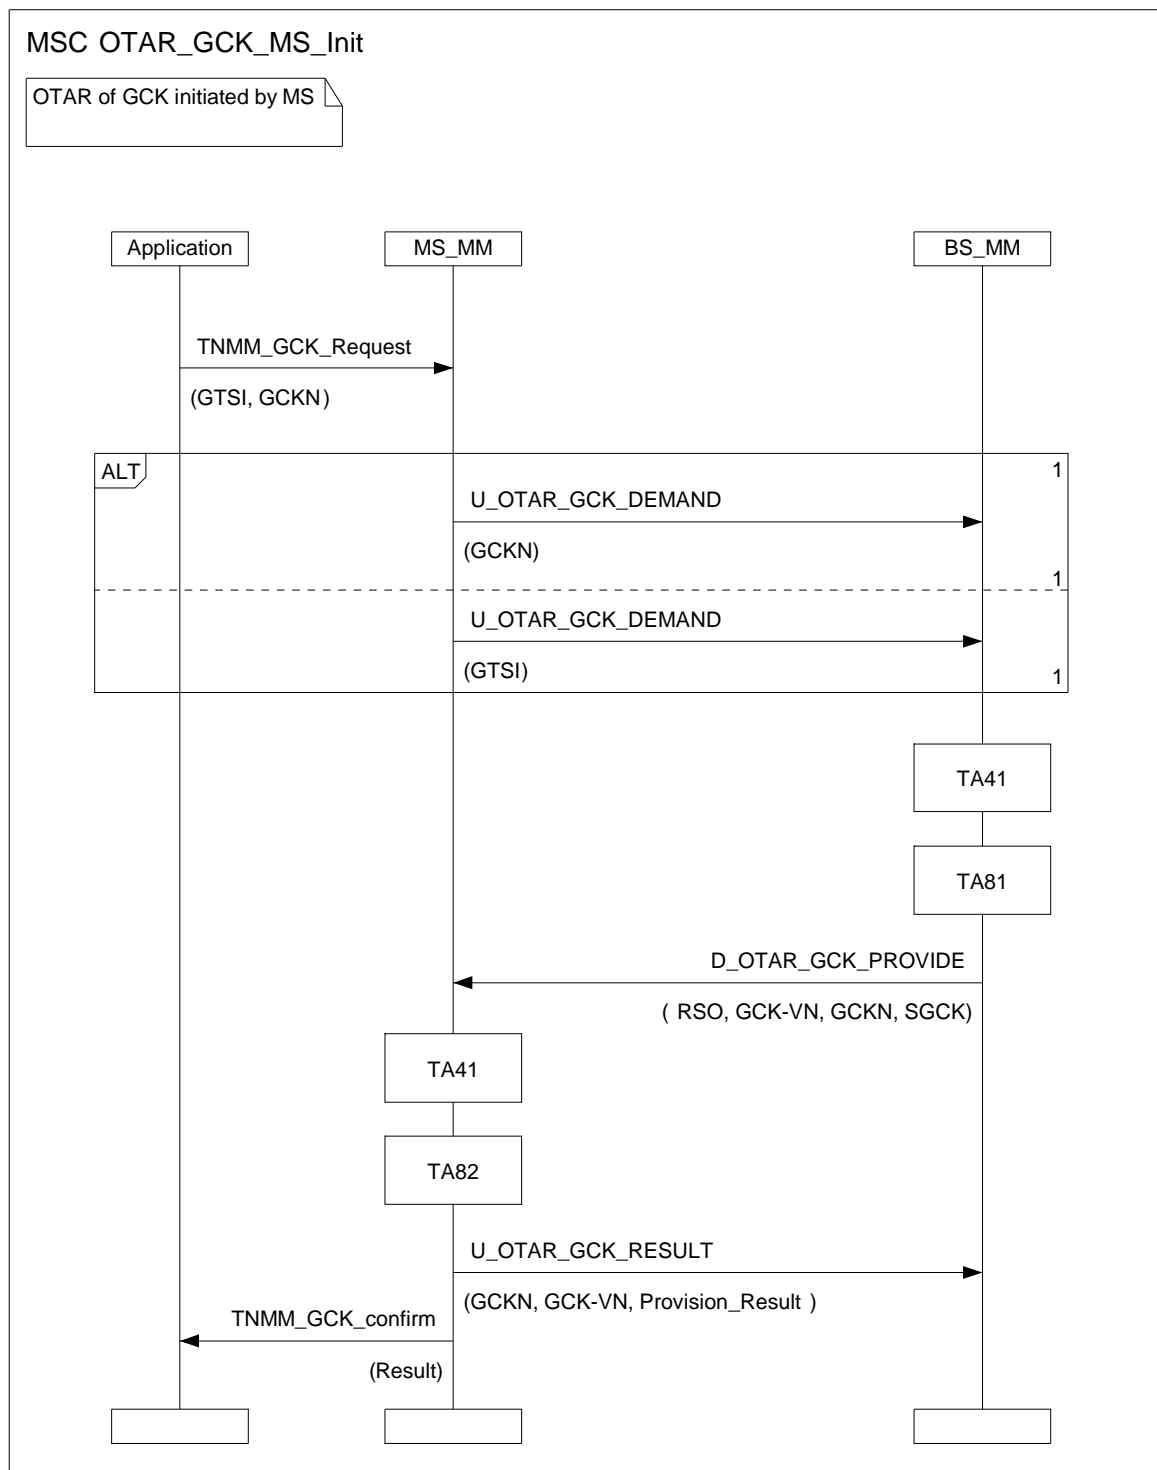 MSC OTAR_GCK_MS_Init
OTAR of GCK initiated by MS
Application
MS_MM
BS_MM
TNMM_GCK_Request
(GTSI, GCKN)
ALT
1
U_OTAR_GCK_DEMAND
(GCKN)
1
U_OTAR_GCK_DEMAND
(GTSI)
1
TA41
TA81
D_OTAR_GCK_PROVIDE
( RSO, GCK-VN, GCKN, SGCK)
TA41
TA82
U_OTAR_GCK_RESULT
(GCKN, GCK-VN, Provision_Result )
TNMM_GCK_confirm
(Result)